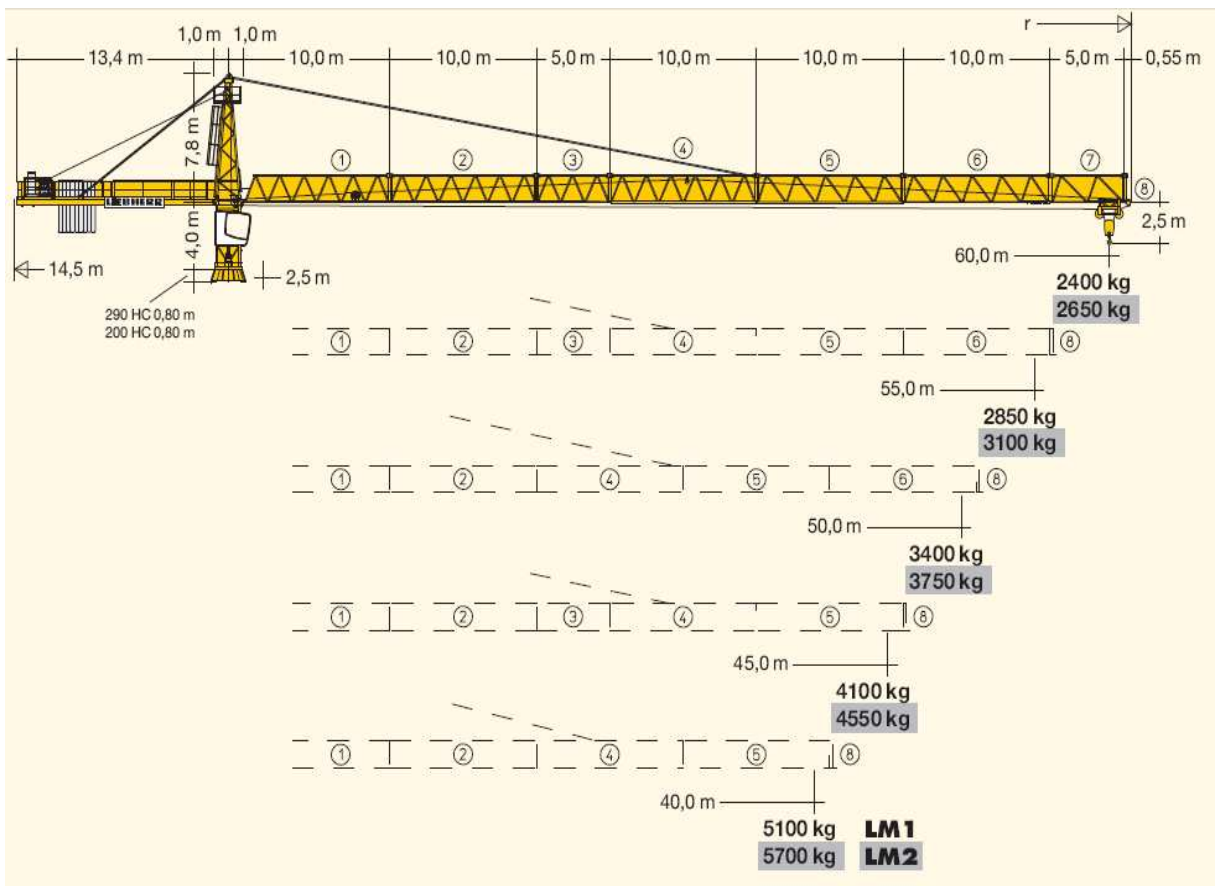 r
1,0 m 1,0 m
13,4 m 10,0 m 10,0 m 5,0 m 10,0 m 10,0 m 10,0 m 5,0 m 0,55 m
7,8 m
① ② ③ ④ ⑤ ⑥ ⑦
⑧
LIEBHERR
4,0 m
2,5 m
14,5 m
2,5 m
60,0 m
290 HC 0,80 m
200 HC 0,80 m
2400 kg
2650 kg
① ② ③ ④ ⑤ ⑥ ⑧
55,0 m
2850 kg
3100 kg
① ② ④ ⑤ ⑥ ⑧
50,0 m
3400 kg
3750 kg
① ② ③ ④ ⑤ ⑧
45,0 m
4100 kg
4550 kg
① ② ④ ⑤ ⑧
40,0 m
5100 kg LM1
5700 kg LM2